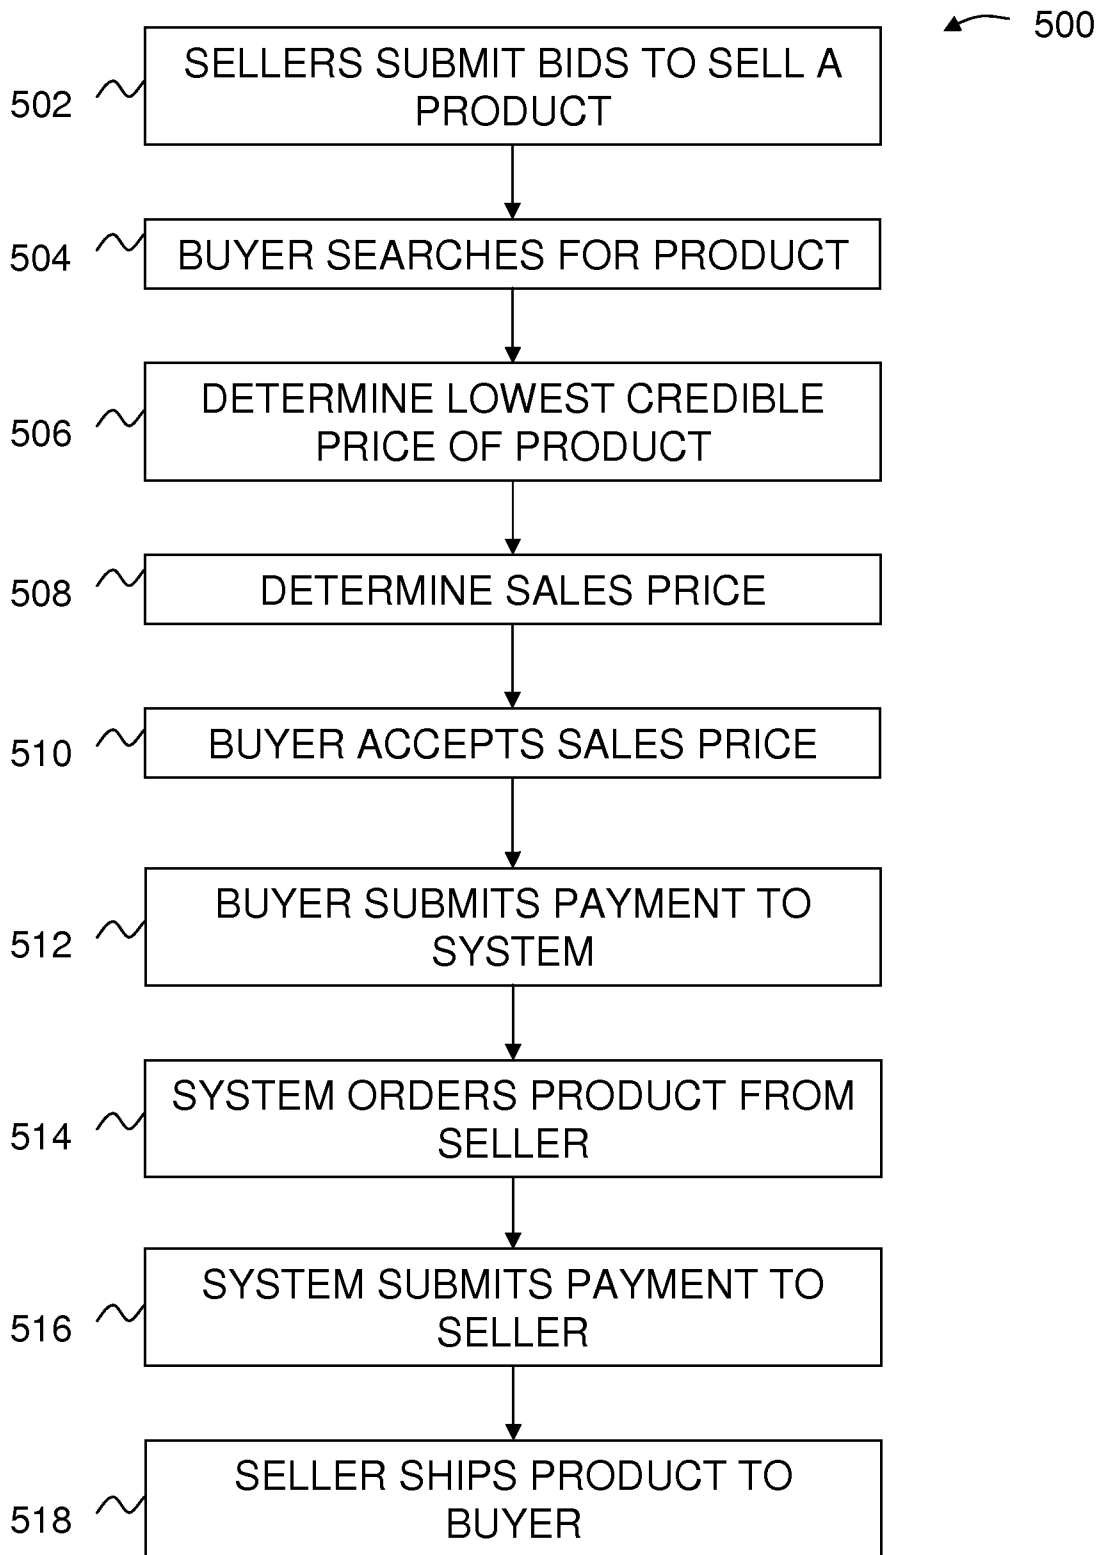 500
502
SELLERS SUBMIT BIDS TO SELL A
PRODUCT
504
BUYER SEARCHES FOR PRODUCT
506
DETERMINE LOWEST CREDIBLE
PRICE OF PRODUCT
508
DETERMINE SALES PRICE
510
BUYER ACCEPTS SALES PRICE
512
BUYER SUBMITS PAYMENT TO
SYSTEM
514
SYSTEM ORDERS PRODUCT FROM
SELLER
516
SYSTEM SUBMITS PAYMENT TO
SELLER
518
SELLER SHIPS PRODUCT TO
BUYER